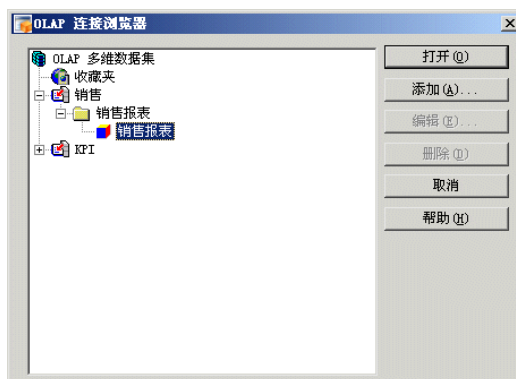 OLAP 连接浏览器
OLAP 多维数据集
收藏夹
销售
销售报表
销售报表
KPI
打开(O)
添加(A)...
编辑(E)...
删除(D)
取消
帮助(H)